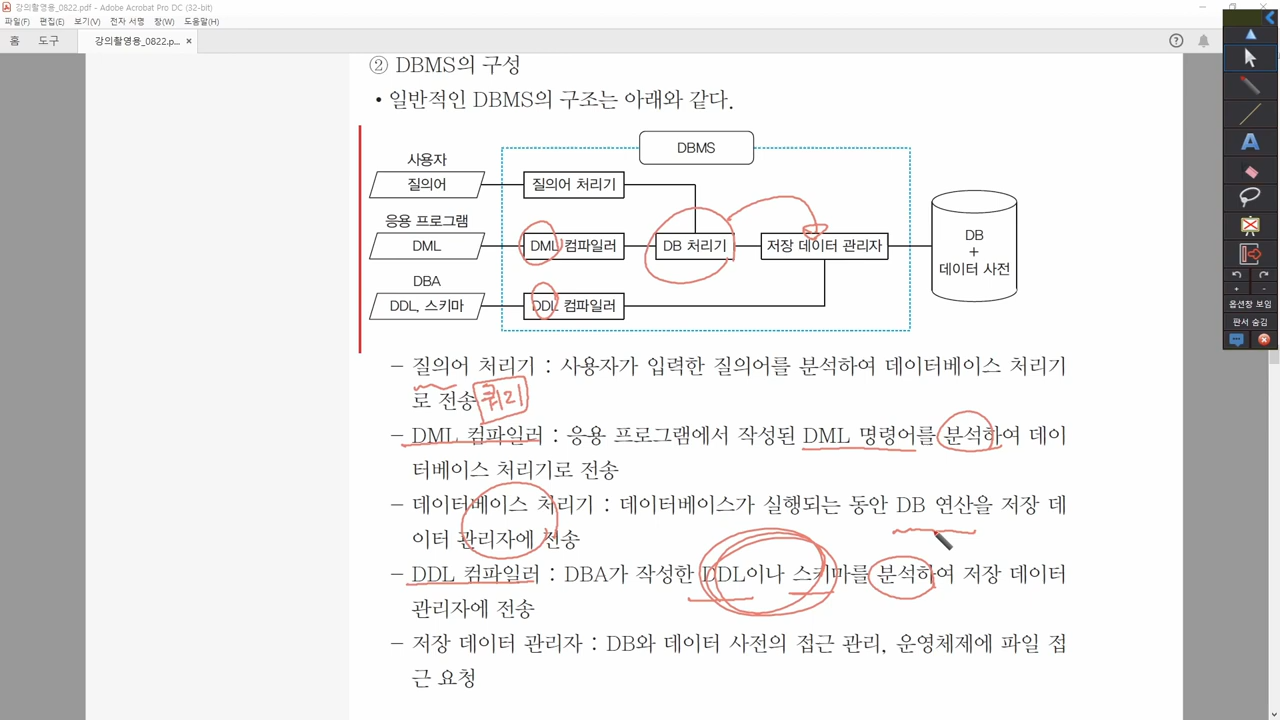 강의촬영용_0822.pdf - Adobe Acrobat Pro DC (32-bit)
파일(F) 편집(E) 보기(V) 전자 서명 창(W) 도움말(H)
홈 도구 강의촬영용_0822.p... ×
② DBMS의 구성
• 일반적인 DBMS의 구조는 아래와 같다.
DBMS
사용자
질의어
질의어 처리기
응용 프로그램
DML
DML 컴파일러
DB 처리기
저장 데이터 관리자
DB
+
데이터 사전
DBA
DDL, 스키마
DDL 컴파일러
– 질의어 처리기 : 사용자가 입력한 질의어를 분석하여 데이터베이스 처리기
로 전송 쿼리
– DML 컴파일러 : 응용 프로그램에서 작성된 DML 명령어를 분석하여 데이
터베이스 처리기로 전송
– 데이터베이스 처리기 : 데이터베이스가 실행되는 동안 DB 연산을 저장 데
이터 관리자에 전송
– DDL 컴파일러 : DBA가 작성한 DDL이나 스키마를 분석하여 저장 데이터
관리자에 전송
– 저장 데이터 관리자 : DB와 데이터 사전의 접근 관리, 운영체제에 파일 접
근 요청
A
+ -
옵션창 보임
판서 숨김